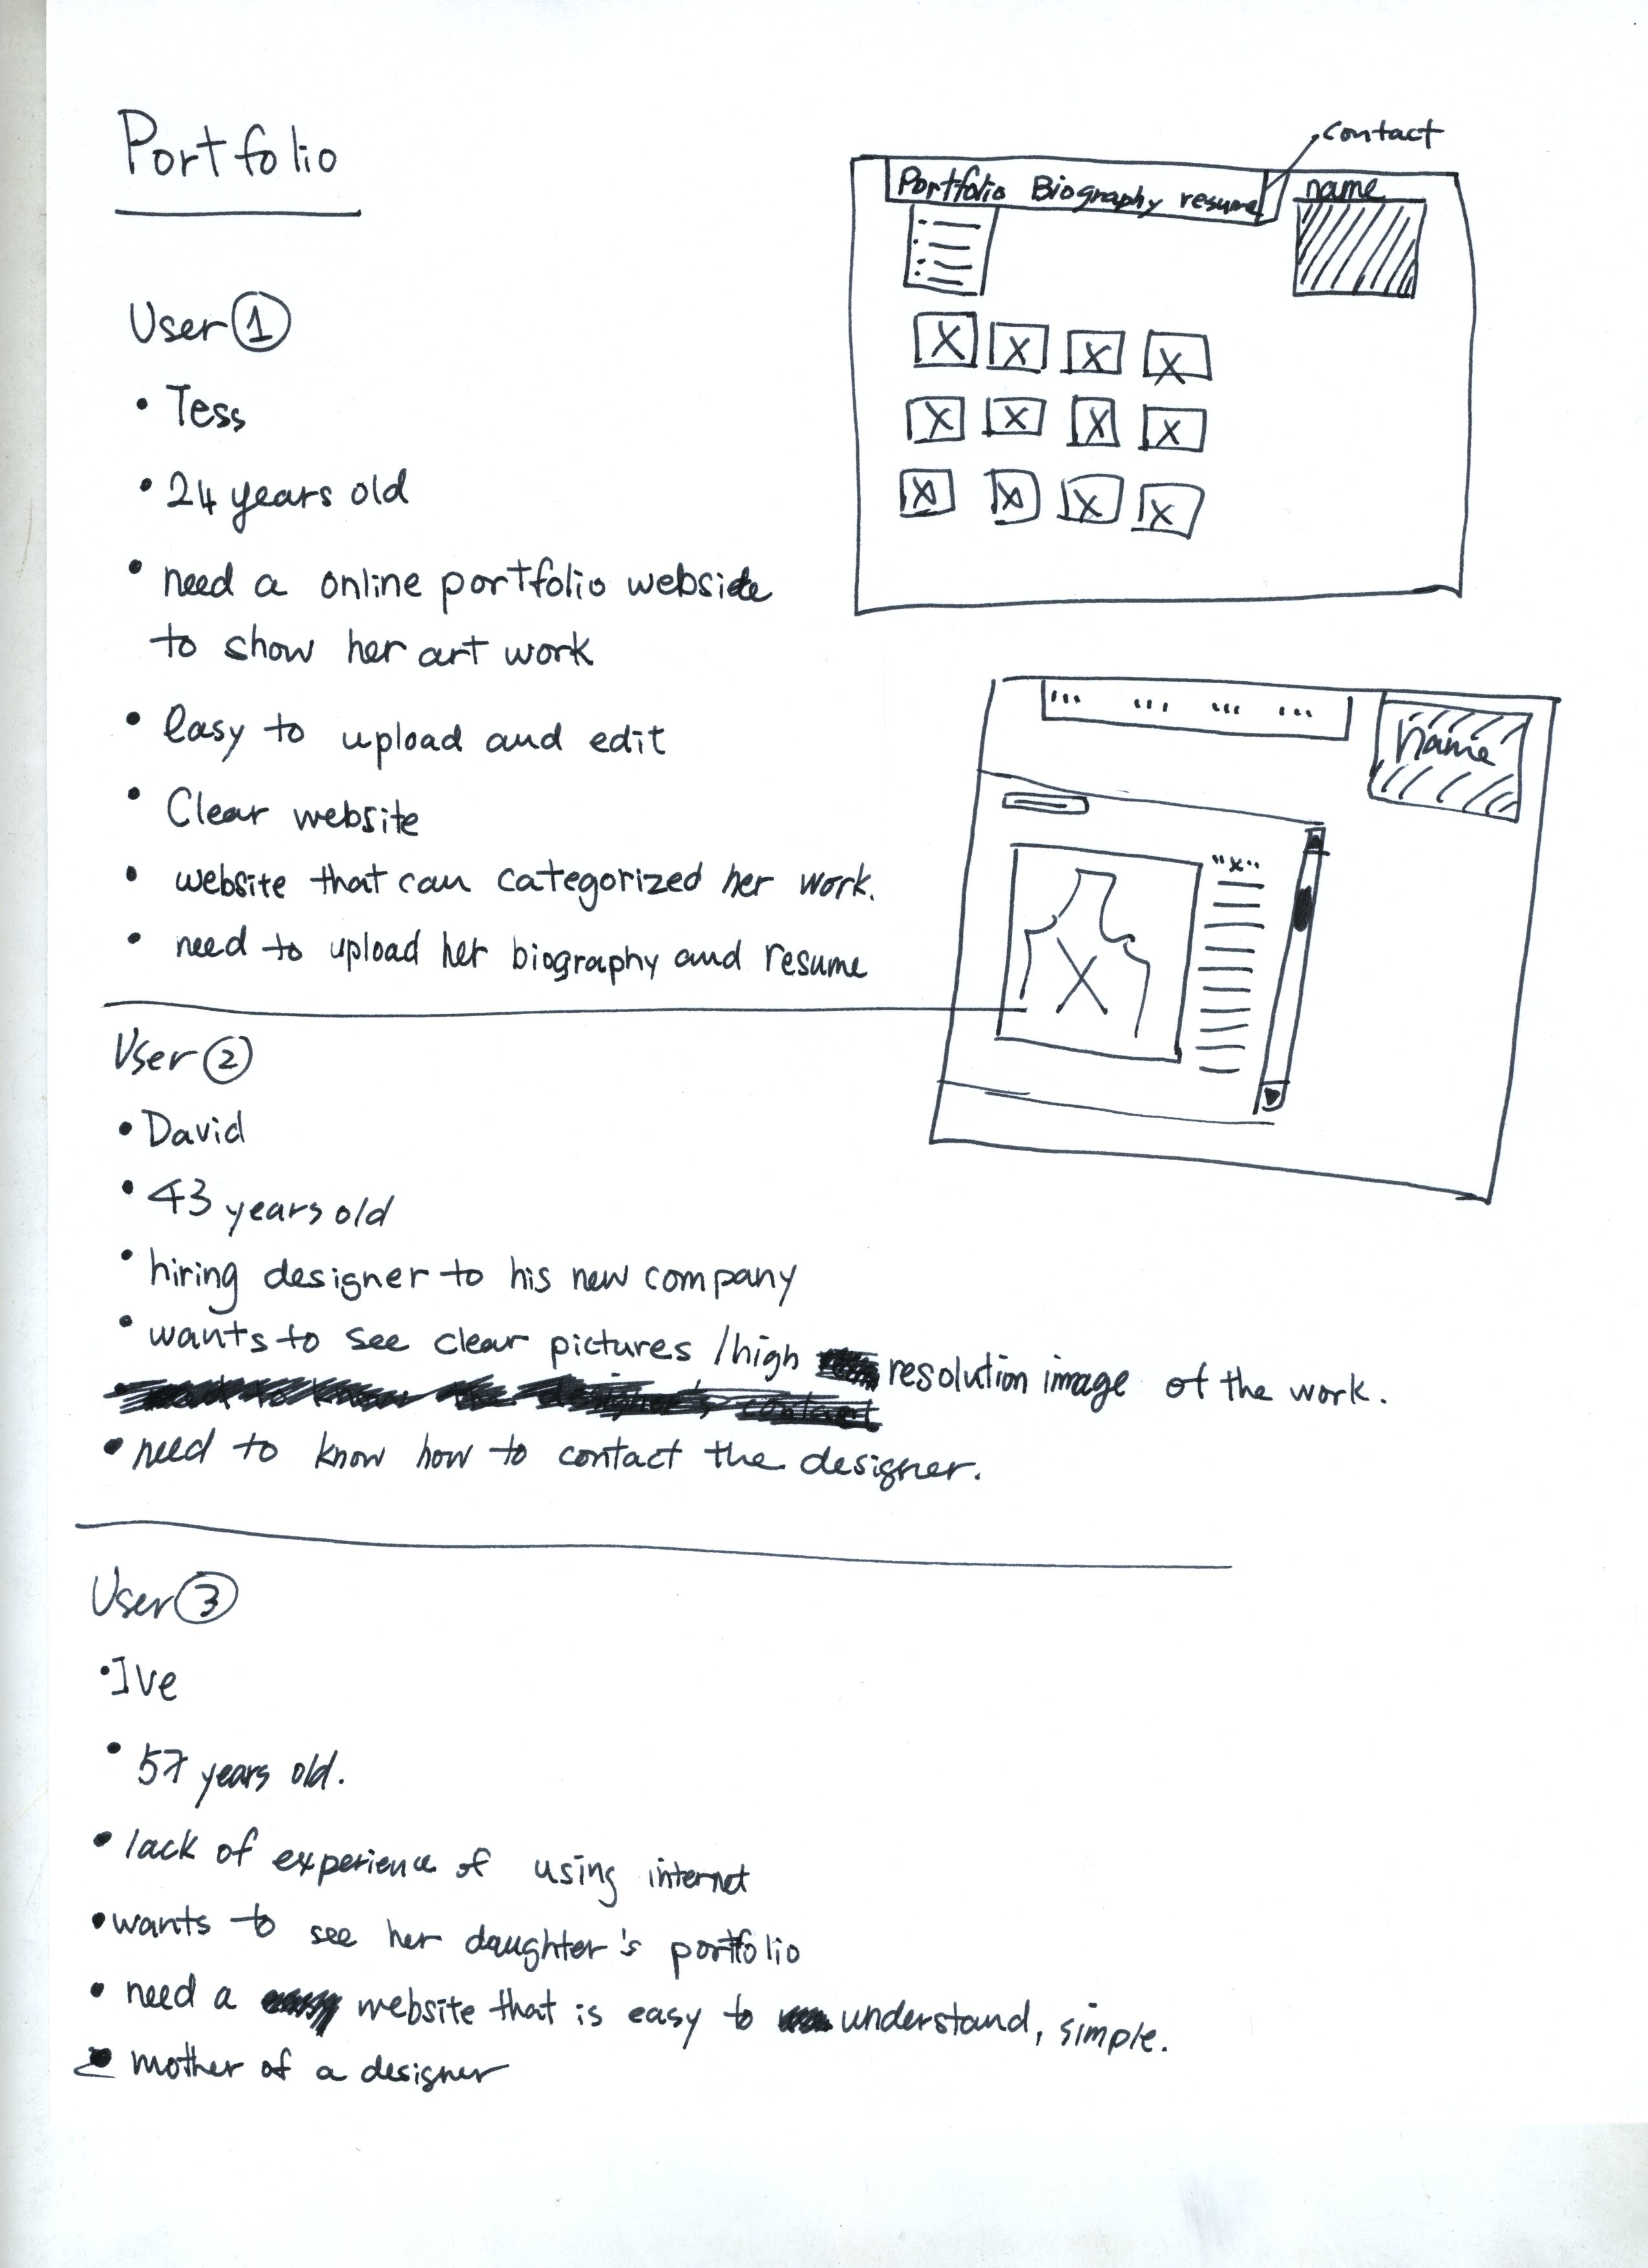 Portfolio
User 1
• Tess
• 24 years old
• need a online portfolio webside
to show her art work
• easy to upload and edit
• Clear website
• website that can categorized her work.
• need to upload her biography and resume
contact
Portfolio Biography resume
name
name
"x"
User 2
• David
• 43 years old
• hiring designer to his new company
• wants to see clear pictures / high resolution image of the work.
• need to know how to contact the designer.
User 3
• Ive
• 57 years old.
• lack of experience of using internet
• wants to see her daughter's portfolio
• need a website that is easy to understand, simple.
• mother of a designer